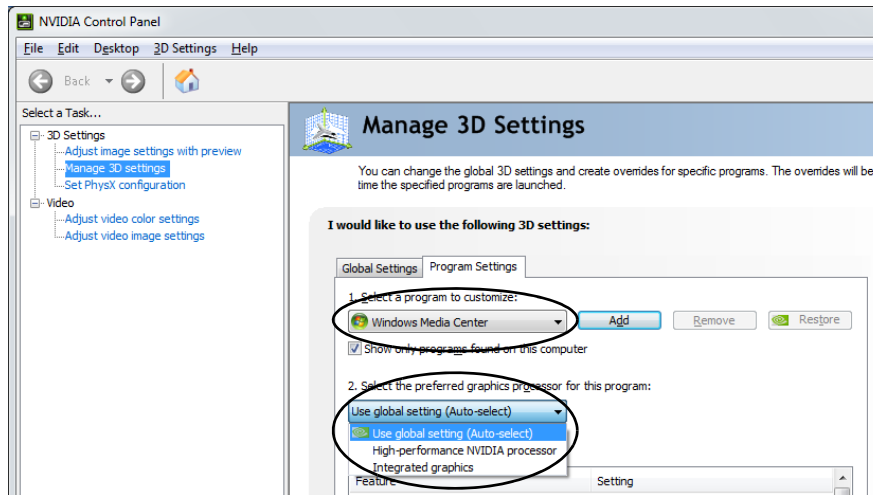 NVIDIA Control Panel
File Edit Desktop 3D Settings Help
Back
Select a Task...
3D Settings
Adjust image settings with preview
Manage 3D settings
Set PhysX configuration
Video
Adjust video color settings
Adjust video image settings
Manage 3D Settings
You can change the global 3D settings and create overrides for specific programs. The overrides will be
time the specified programs are launched.
I would like to use the following 3D settings:
Global Settings Program Settings
1. Select a program to customize:
Windows Media Center Add Remove Restore
Show only programs found on this computer
2. Select the preferred graphics processor for this program:
Use global setting (Auto-select)
Use global setting (Auto-select)
High-performance NVIDIA processor
Integrated graphics
Feature Setting